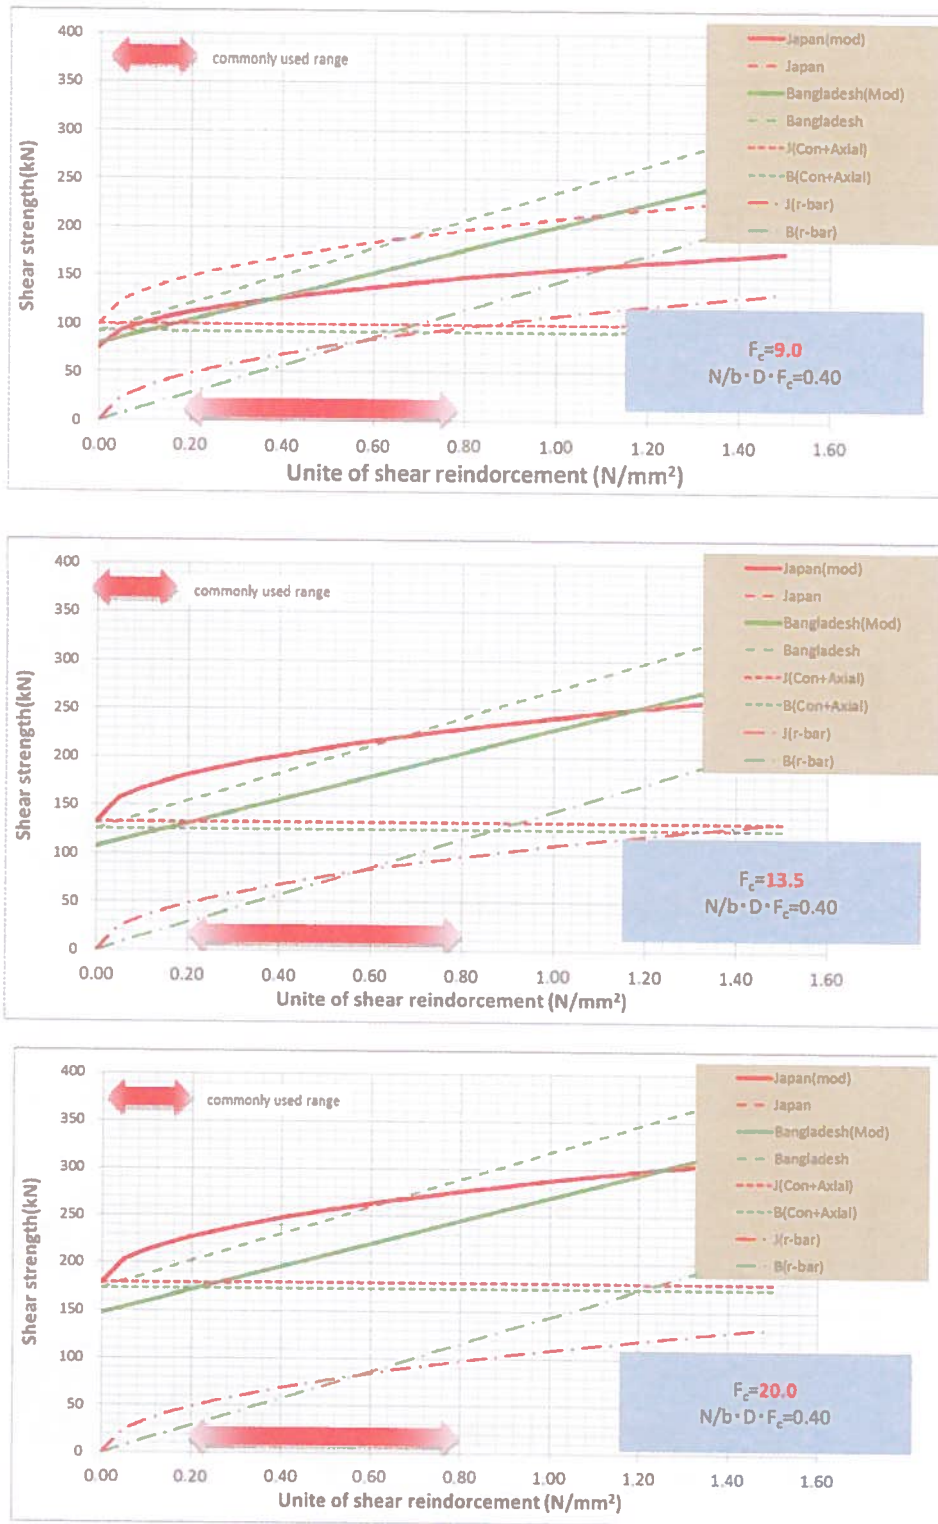 400
350
300
250
200
150
100
50
0
Shear strength(kN)
commonly used range
Japan(mod)
Japan
Bangladesh(Mod)
Bangladesh
J(Con+Axial)
B(Con+Axial)
J(r-bar)
B(r-bar)
Fc=9.0
N/b·D·Fc=0.40
0.00 0.20 0.40 0.60 0.80 1.00 1.20 1.40 1.60
Unite of shear reindorcement (N/mm²)
400
350
300
250
200
150
100
50
0
Shear strength(kN)
commonly used range
Japan(mod)
Japan
Bangladesh(Mod)
Bangladesh
J(Con+Axial)
B(Con+Axial)
J(r-bar)
B(r-bar)
Fc=13.5
N/b·D·Fc=0.40
0.00 0.20 0.40 0.60 0.80 1.00 1.20 1.40 1.60
Unite of shear reindorcement (N/mm²)
400
350
300
250
200
150
100
50
0
Shear strength(kN)
commonly used range
Japan(mod)
Japan
Bangladesh(Mod)
Bangladesh
J(Con+Axial)
B(Con+Axial)
J(r-bar)
B(r-bar)
Fc=20.0
N/b·D·Fc=0.40
0.00 0.20 0.40 0.60 0.80 1.00 1.20 1.40 1.60
Unite of shear reindorcement (N/mm²)